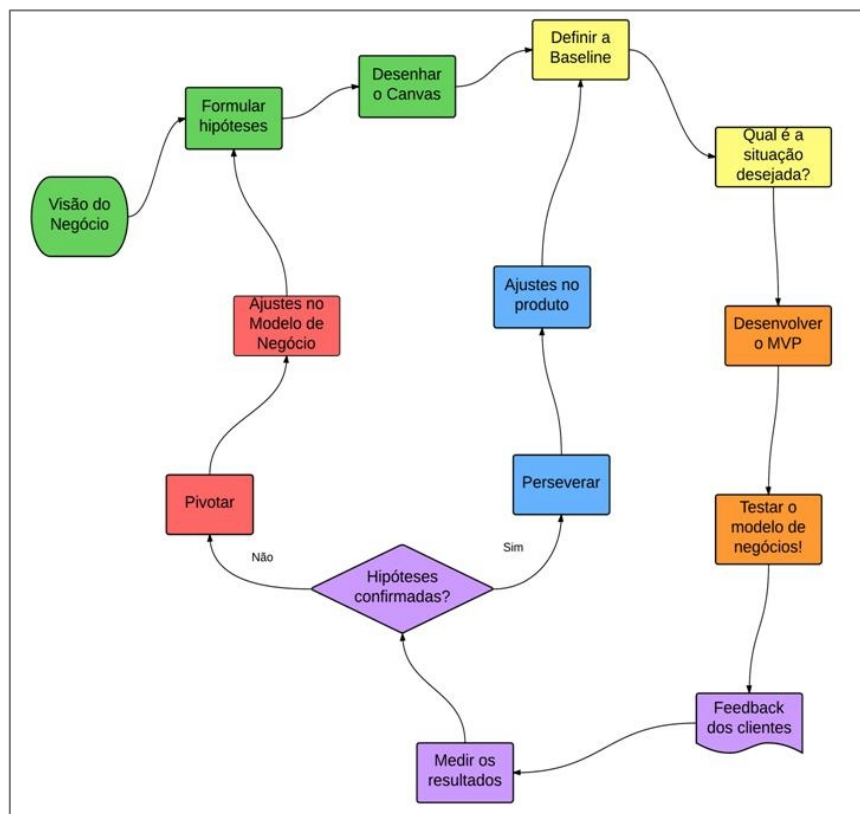 Visão do
Negócio
Formular
hipóteses
Desenhar
o Canvas
Definir a
Baseline
Qual é a
situação
desejada?
Desenvolver
o MVP
Testar o
modelo de
negócios!
Feedback
dos clientes
Medir os
resultados
Hipóteses
confirmadas?
Não
Pivotar
Ajustes no
Modelo de
Negócio
Sim
Perseverar
Ajustes no
produto